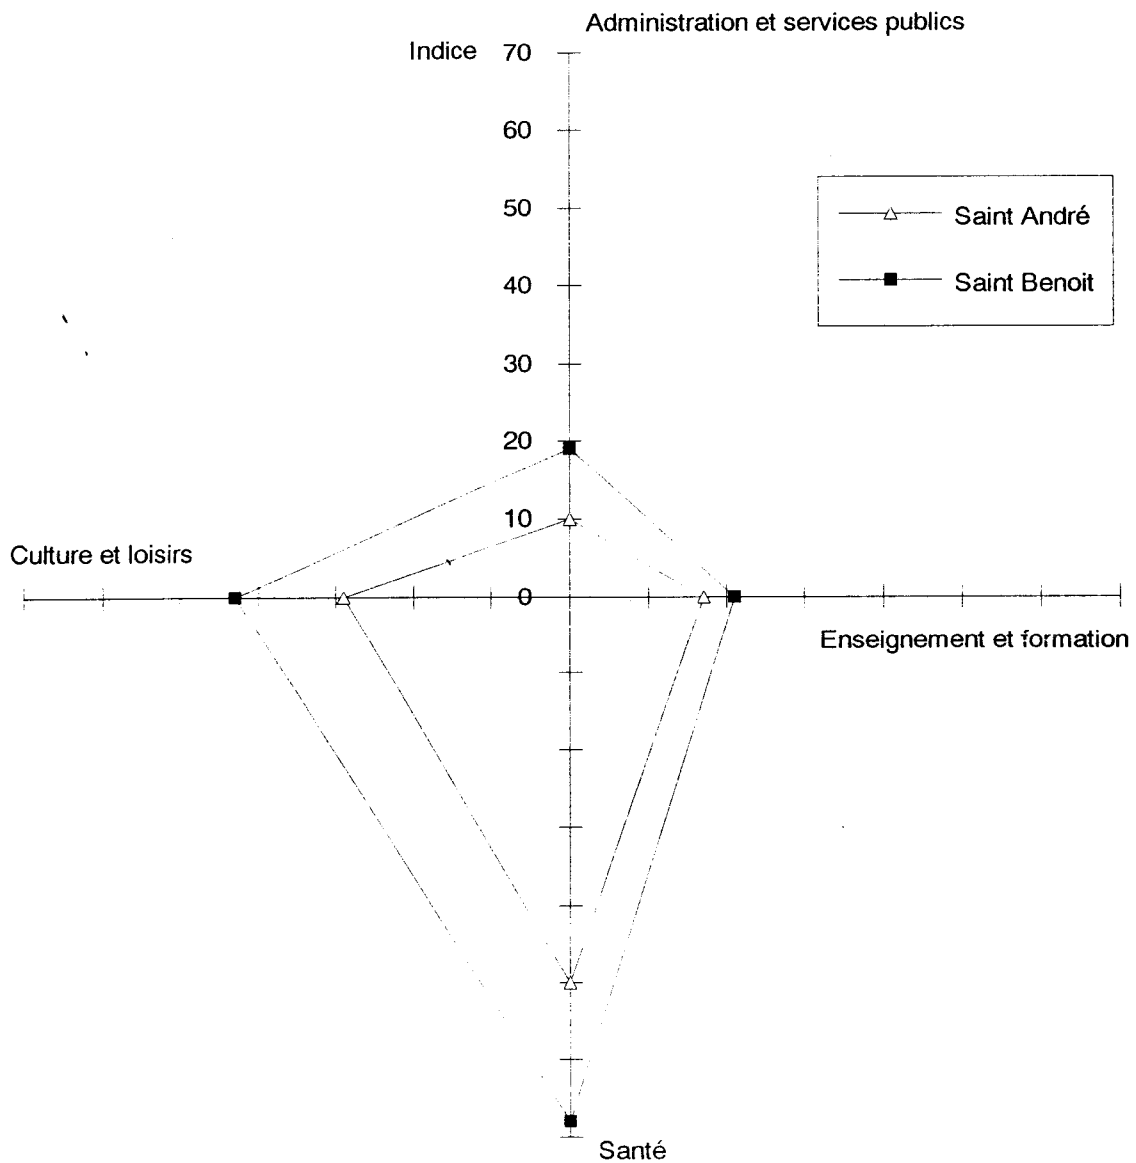 Administration et services publics
Indice
70
60
50
40
30
20
10
0
Saint André
Saint Benoit
Culture et loisirs
Enseignement et formation
Santé